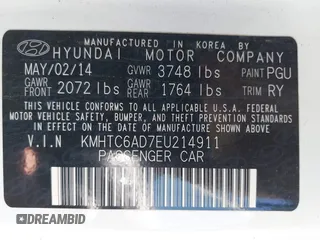 MANUFACTURED IN KOREA BY
HYUNDAI MOTOR COMPANY
MAY/02/14 GVWR 3748 lbs PAINT PGU
GAWR FRONT 2072 lbs GAWR REAR 1764 lbs TRIM RY
THIS VEHICLE CONFORMS TO ALL APPLICABLE U.S.A. FEDERAL
MOTOR VEHICLE SAFETY, BUMPER, AND THEFT PREVENTION STANDARDS
IN EFFECT ON THE DATE OF MANUFACTURE SHOWN ABOVE.
V.I.N KMHTC6AD7EU214911
PASSENGER CAR
DREAMBID